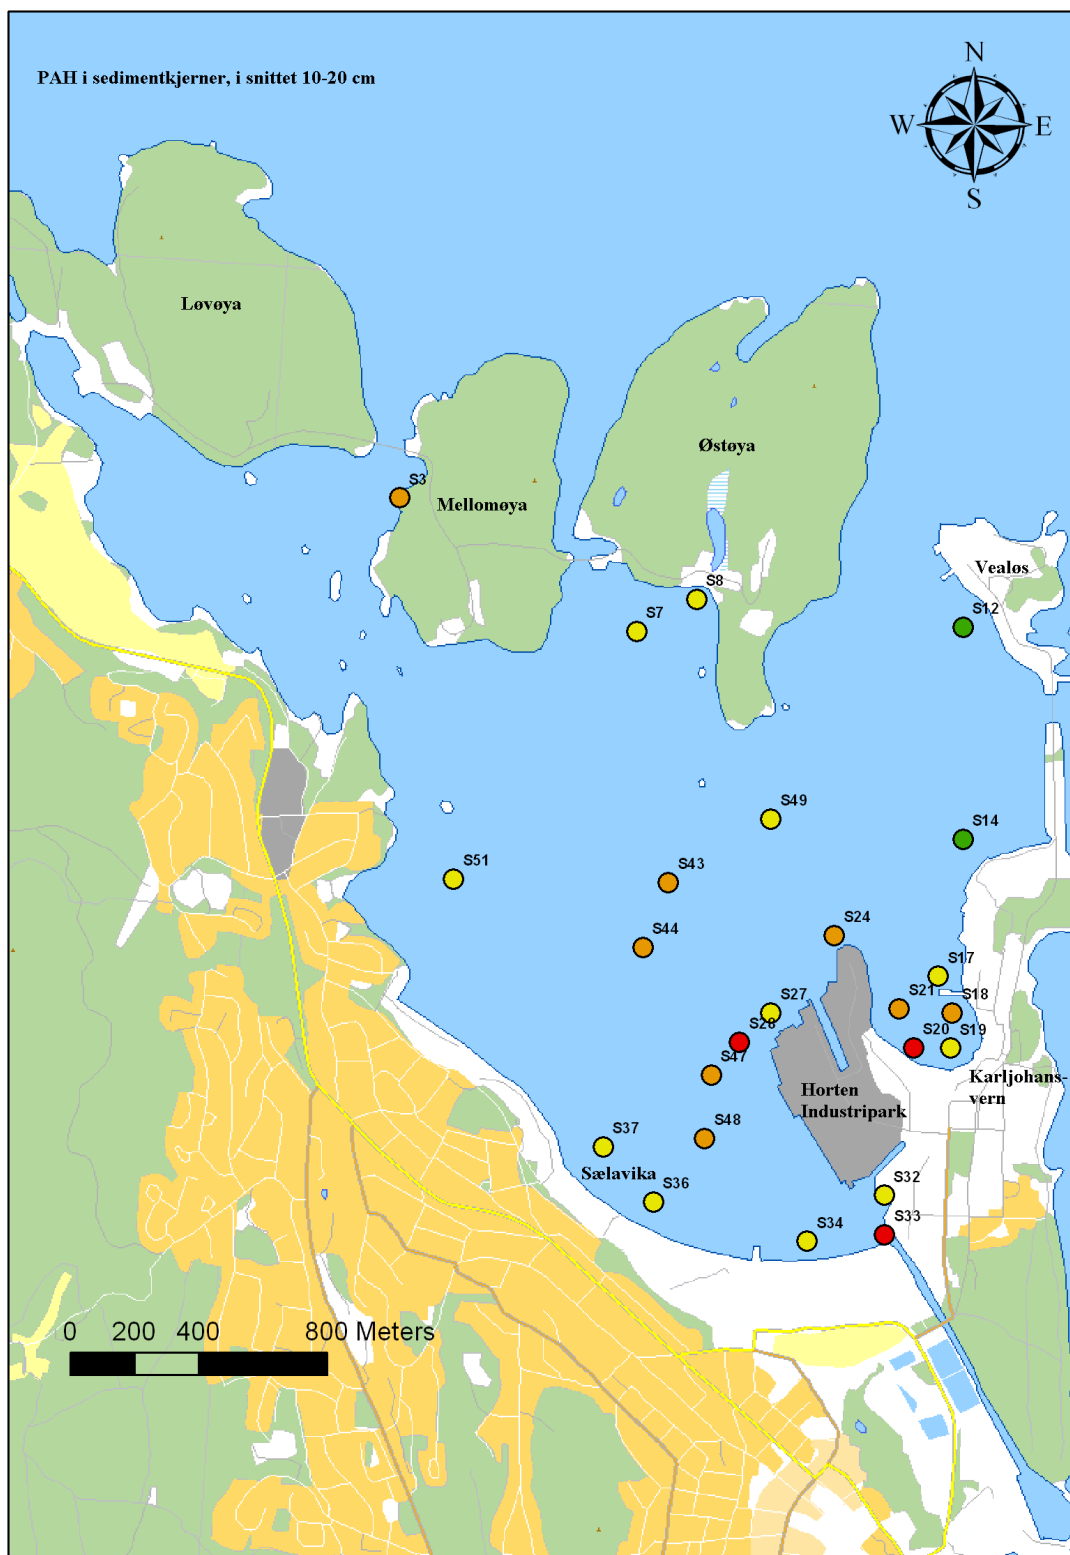 PAH i sedimentkjerner, i snittet 10-20 cm
N
W
E
S
Løvøya
Østøya
Mellomøya
S3
Vealøs
S8
S7
S12
S49
S14
S51
S43
S44
S24
S17
S21
S18
S27
S28
S20
S19
S47
Karljohans-
vern
Horten
Industripark
S48
S37
Sælavika
S36
S32
S33
S34
0 200 400 800 Meters